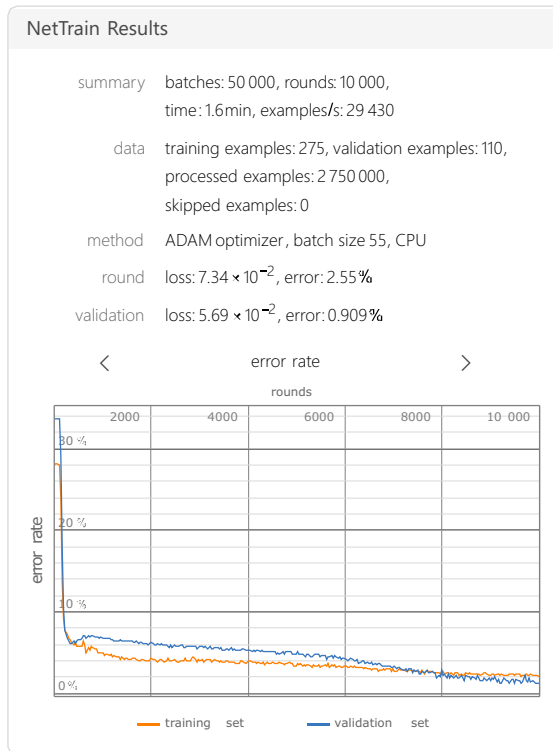 NetTrain Results
summary batches: 50 000, rounds: 10 000,
time: 1.6min, examples/s: 29 430
data training examples: 275, validation examples: 110,
processed examples: 2 750 000,
skipped examples: 0
method ADAM optimizer, batch size 55, CPU
round loss: 7.34 × 10⁻², error: 2.55%
validation loss: 5.69 × 10⁻², error: 0.909%
error rate
rounds
2000 4000 6000 8000 10 000
30 %
20 %
10 %
0 %
error rate
training set validation set